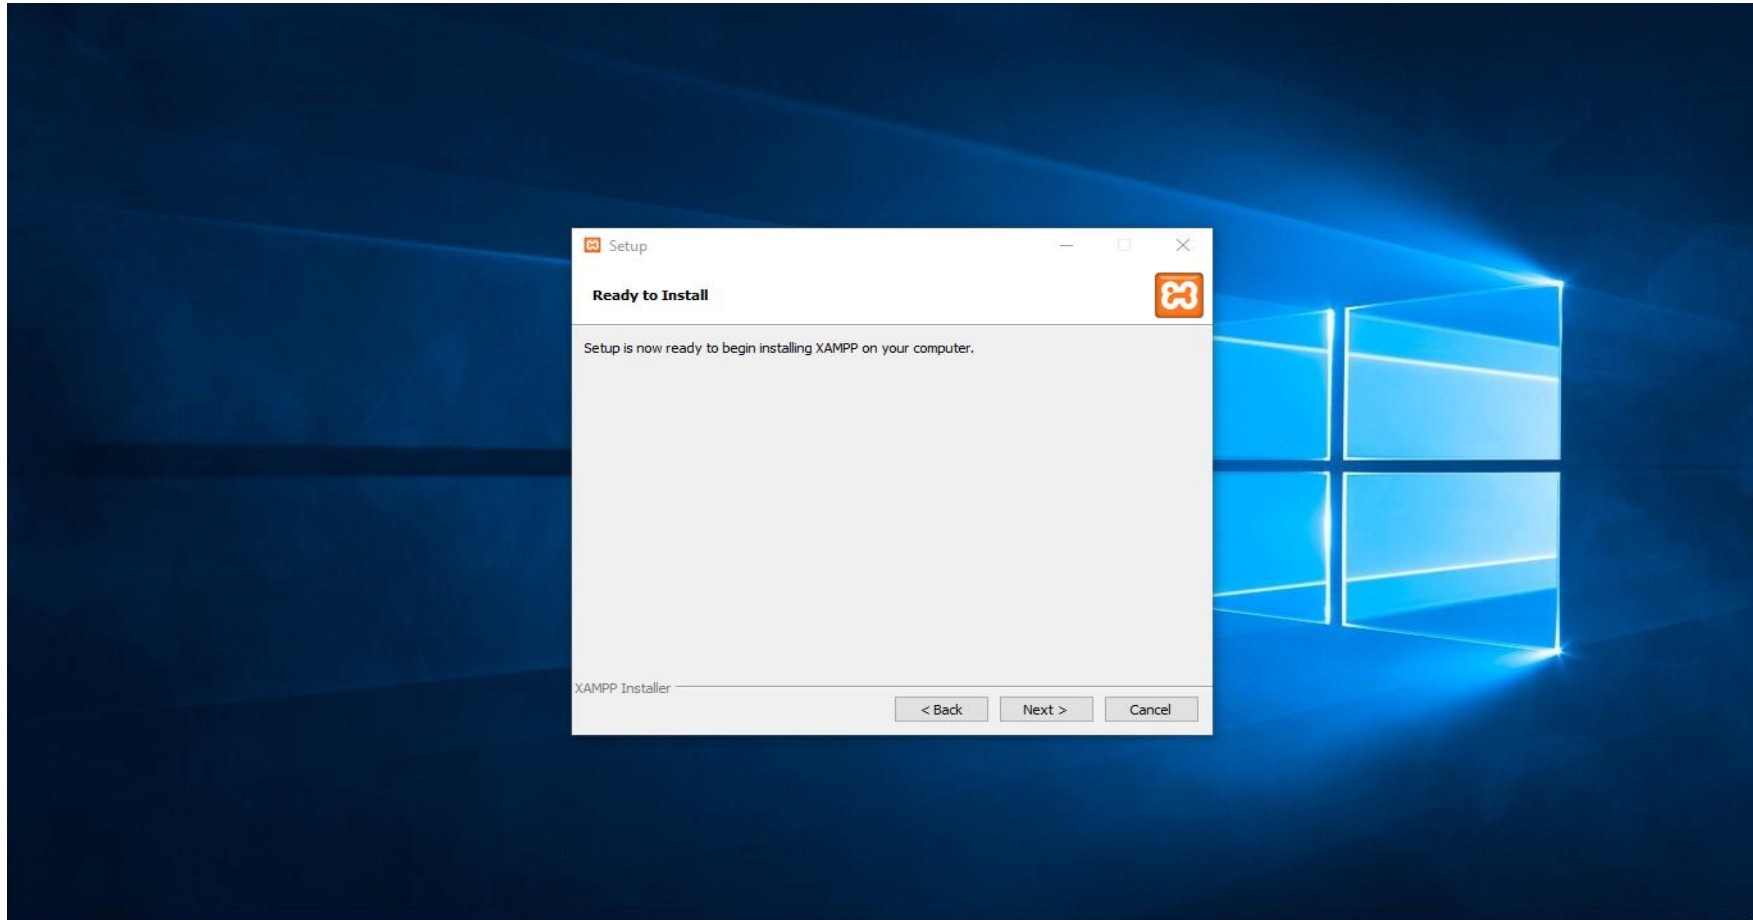 Setup
Ready to Install
Setup is now ready to begin installing XAMPP on your computer.
XAMPP Installer
< Back Next > Cancel